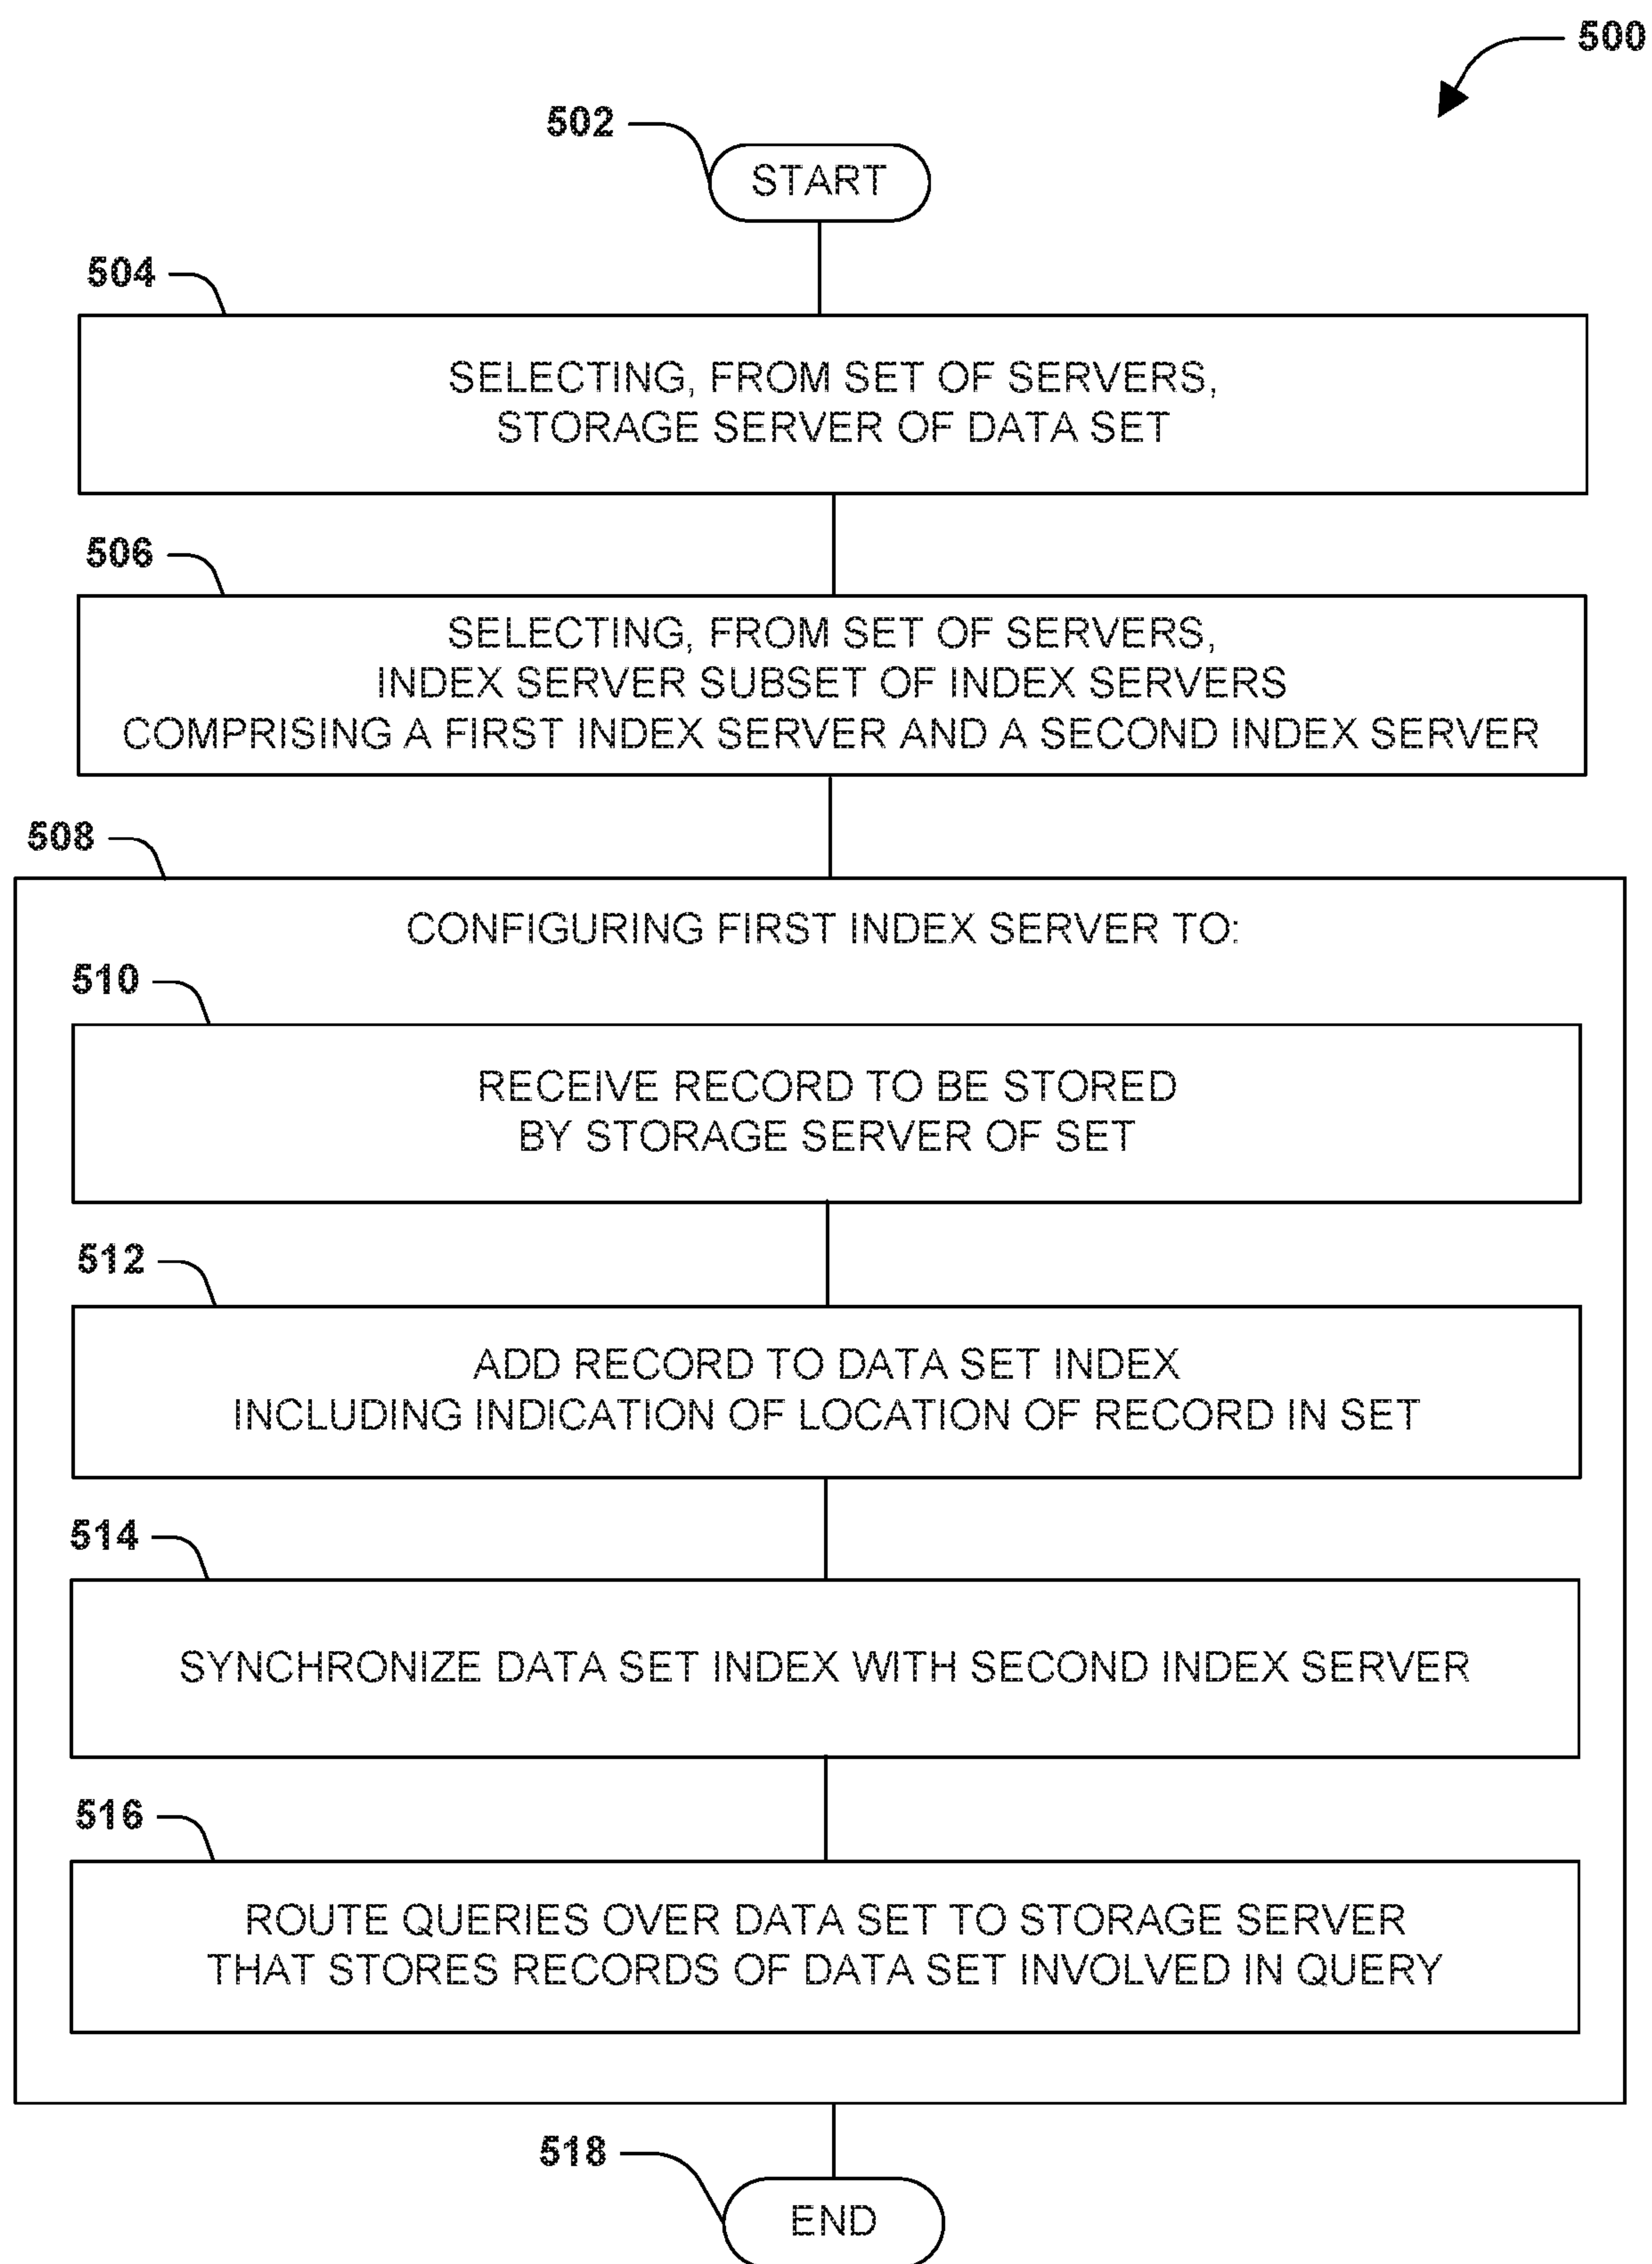 500
502
START
504
SELECTING, FROM SET OF SERVERS,
STORAGE SERVER OF DATA SET
506
SELECTING, FROM SET OF SERVERS,
INDEX SERVER SUBSET OF INDEX SERVERS
COMPRISING A FIRST INDEX SERVER AND A SECOND INDEX SERVER
508
CONFIGURING FIRST INDEX SERVER TO:
510
RECEIVE RECORD TO BE STORED
BY STORAGE SERVER OF SET
512
ADD RECORD TO DATA SET INDEX
INCLUDING INDICATION OF LOCATION OF RECORD IN SET
514
SYNCHRONIZE DATA SET INDEX WITH SECOND INDEX SERVER
516
ROUTE QUERIES OVER DATA SET TO STORAGE SERVER
THAT STORES RECORDS OF DATA SET INVOLVED IN QUERY
518
END